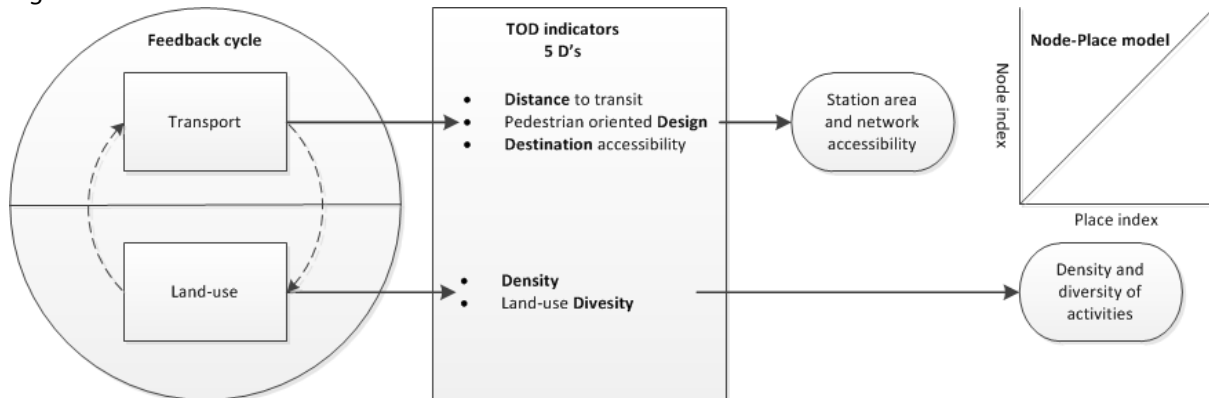 Feedback cycle
Transport
Land-use
TOD indicators
5 D's
• Distance to transit
• Pedestrian oriented Design
• Destination accessibility
• Density
• Land-use Divesity
Station area
and network
accessibility
Node-Place model
Node index
Place index
Density and
diversity of
activities